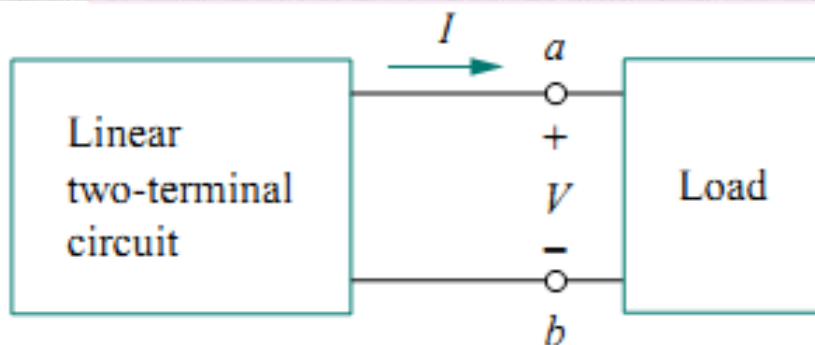 I
a
Linear
two-terminal
circuit
+
V
–
Load
b